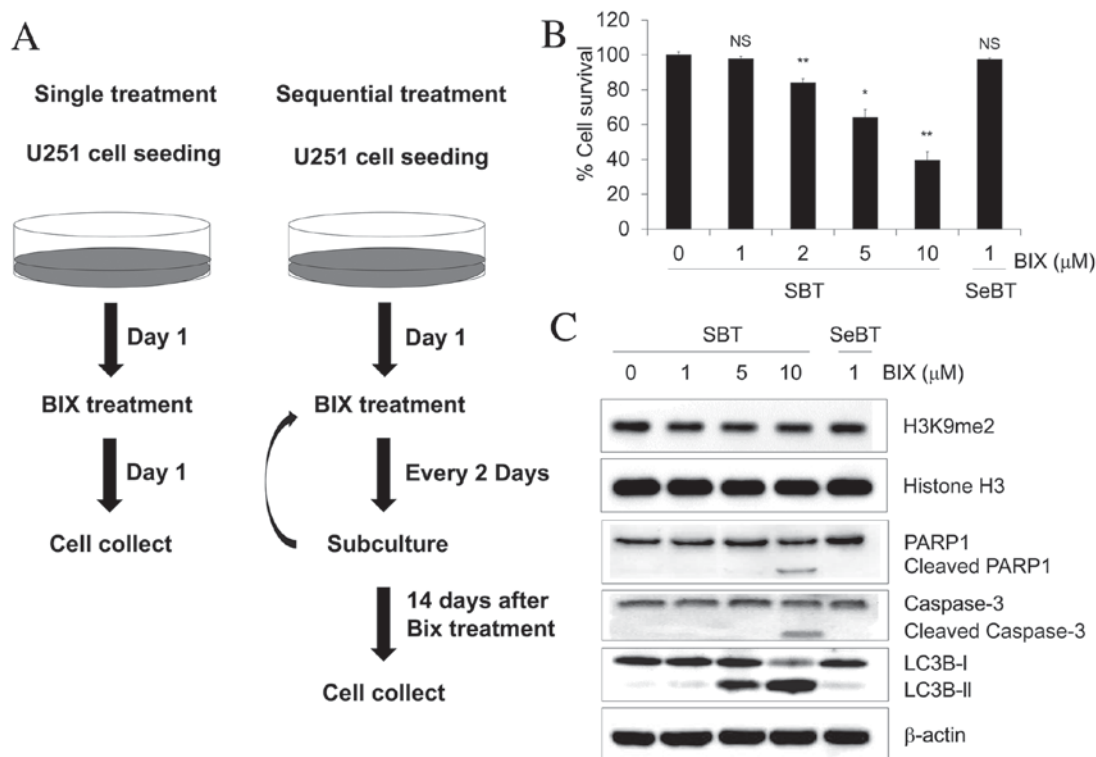 A
Single treatment
Sequential treatment
U251 cell seeding
U251 cell seeding
Day 1
Day 1
BIX treatment
BIX treatment
Day 1
Every 2 Days
Cell collect
Subculture
14 days after
Bix treatment
Cell collect
B
% Cell survival
120
100
80
60
40
20
0
NS
**
*
**
NS
0 1 2 5 10 1 BIX (μM)
SBT SeBT
C
SBT SeBT
0 1 5 10 1 BIX (μM)
H3K9me2
Histone H3
PARP1
Cleaved PARP1
Caspase-3
Cleaved Caspase-3
LC3B-I
LC3B-II
β-actin